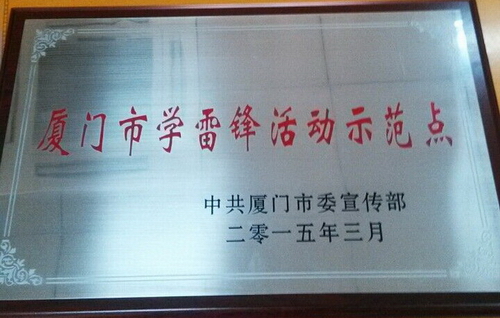 厦门市学雷锋活动示范点
中共厦门市委宣传部
二零一五年三月